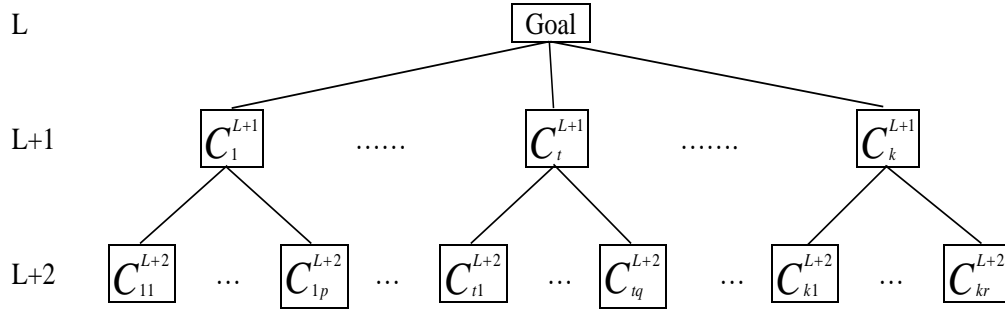 L Goal
L+1 C_1^{L+1} ...... C_t^{L+1} ....... C_k^{L+1}
L+2 C_{11}^{L+2} ... C_{1p}^{L+2} ... C_{t1}^{L+2} ... C_{tq}^{L+2} ... C_{k1}^{L+2} ... C_{kr}^{L+2}